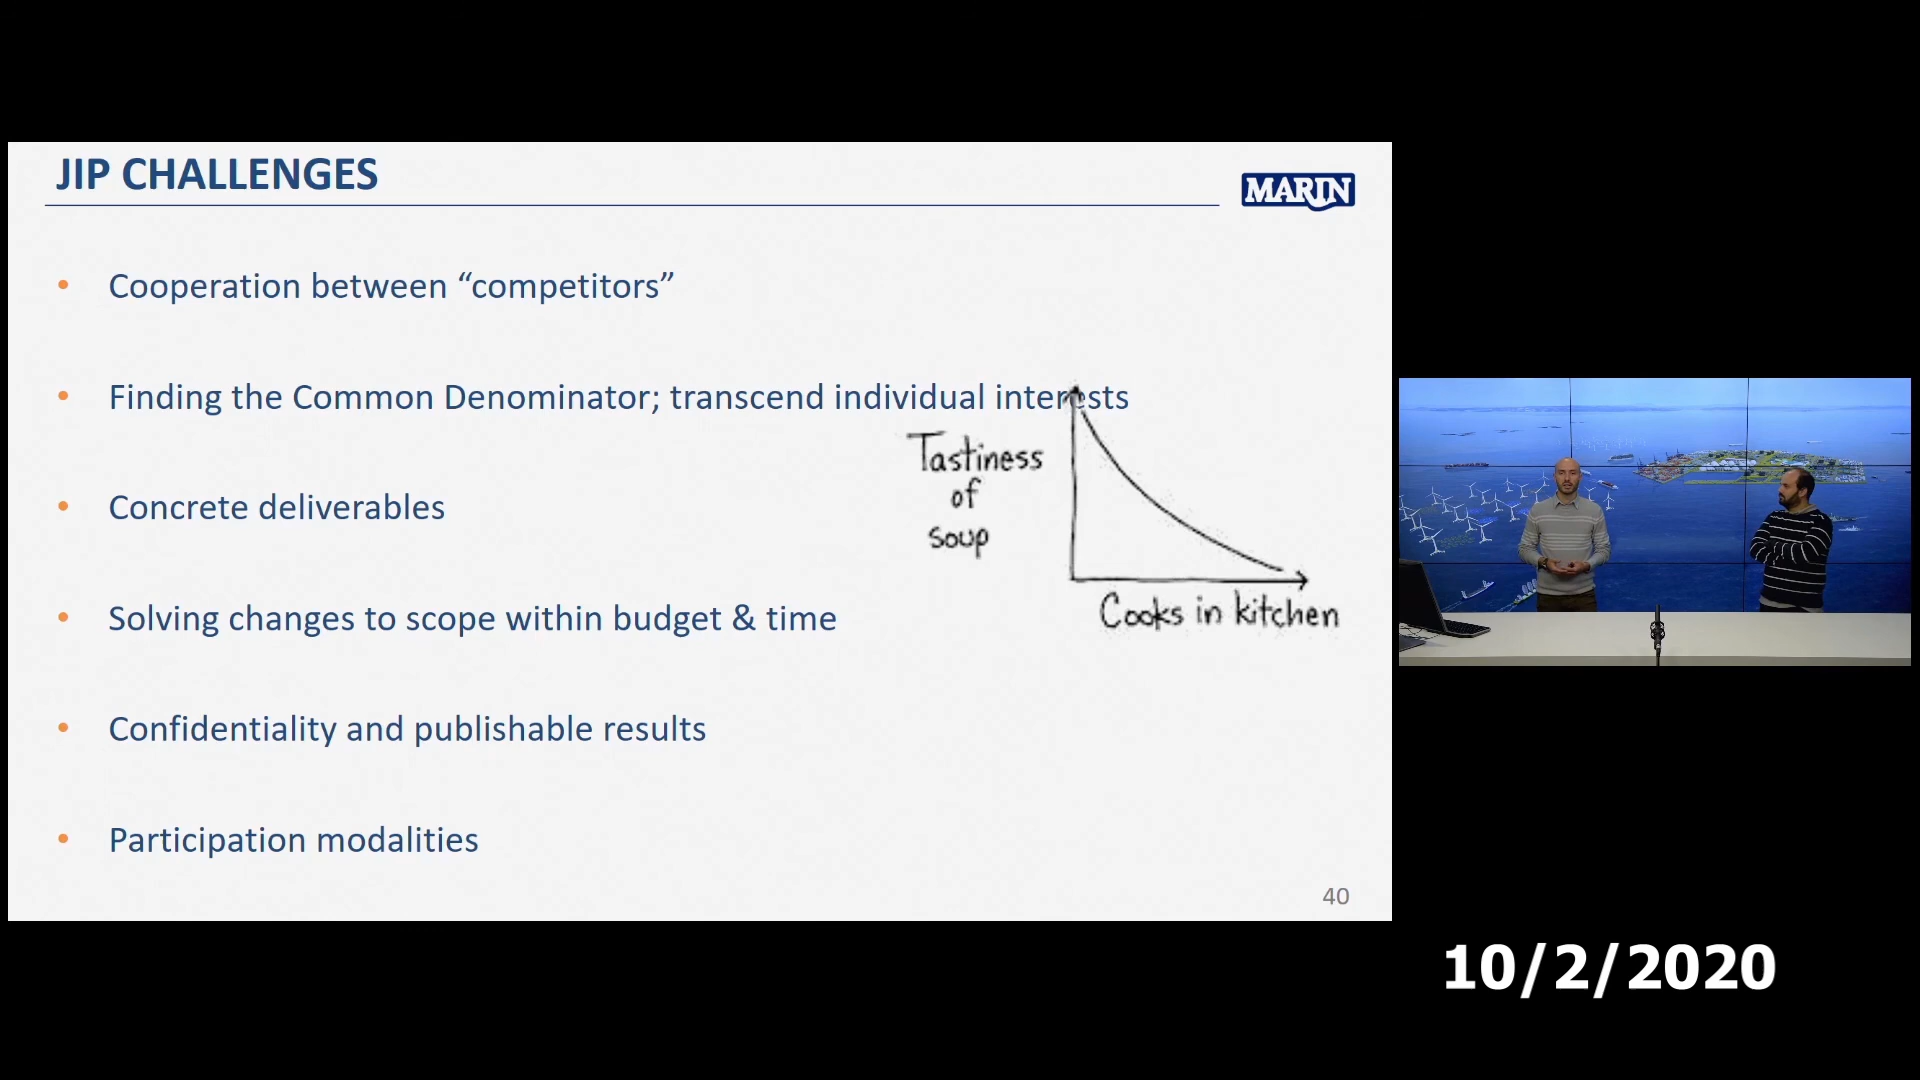 JIP CHALLENGES
MARIN
• Cooperation between “competitors”
• Finding the Common Denominator; transcend individual interests
• Concrete deliverables
• Solving changes to scope within budget & time
• Confidentiality and publishable results
• Participation modalities
Tastiness
of
soup
Cooks in kitchen
40
10/2/2020